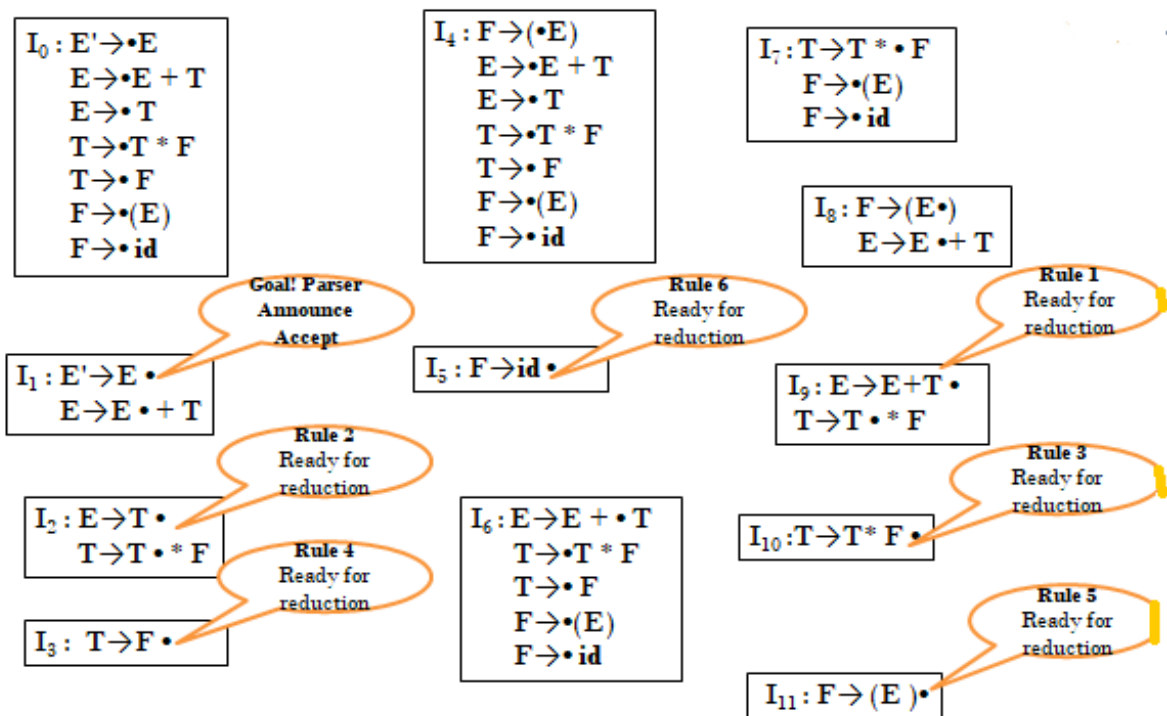 I₀ : E'→•E
E→•E + T
E→• T
T→•T * F
T→• F
F→•(E)
F→• id
Goal! Parser
Announce
Accept
I₁ : E'→E •
E→E • + T
Rule 2
Ready for
reduction
I₂ : E→T •
T→T • * F
Rule 4
Ready for
reduction
I₃ : T→F •
I₄ : F→(•E)
E→•E + T
E→• T
T→•T * F
T→• F
F→•(E)
F→• id
Rule 6
Ready for
reduction
I₅ : F→id •
I₆ : E→E + • T
T→•T * F
T→• F
F→•(E)
F→• id
I₇ : T→T * • F
F→•(E)
F→• id
I₈ : F→(E•)
E→E •+ T
Rule 1
Ready for
reduction
I₉ : E→E+T •
T→T • * F
Rule 3
Ready for
reduction
I₁₀ :T→T* F •
Rule 5
Ready for
reduction
I₁₁ : F→ (E )•